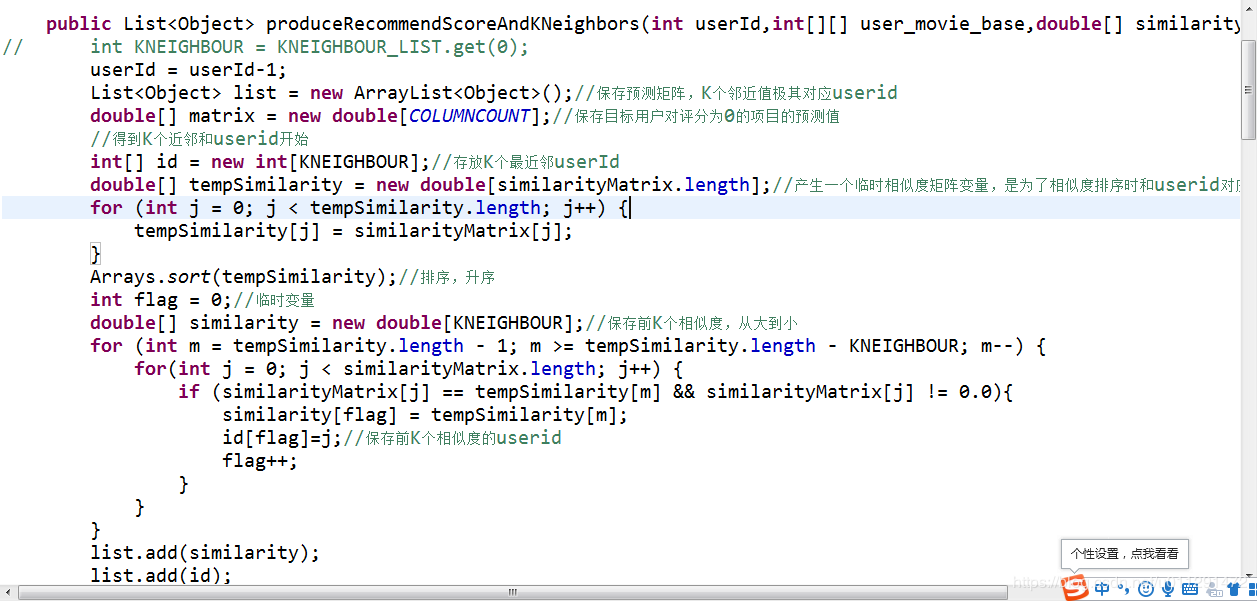 public List<Object> produceRecommendScoreAndKNeighbors(int userId,int[][] user_movie_base,double[] similarity
//      int KNEIGHBOUR = KNEIGHBOUR_LIST.get(0);
userId = userId-1;
List<Object> list = new ArrayList<Object>();//保存预测矩阵，K个邻近值极其对应userid
double[] matrix = new double[COLUMNCOUNT];//保存目标用户对评分为0的项目的预测值
//得到K个近邻和userid开始
int[] id = new int[KNEIGHBOUR];//存放K个最近邻userId
double[] tempSimilarity = new double[similarityMatrix.length];//产生一个临时相似度矩阵变量，是为了相似度排序时和userid对应
for (int j = 0; j < tempSimilarity.length; j++) {
tempSimilarity[j] = similarityMatrix[j];
}
Arrays.sort(tempSimilarity);//排序，升序
int flag = 0;//临时变量
double[] similarity = new double[KNEIGHBOUR];//保存前K个相似度，从大到小
for (int m = tempSimilarity.length - 1; m >= tempSimilarity.length - KNEIGHBOUR; m--) {
for(int j = 0; j < similarityMatrix.length; j++) {
if (similarityMatrix[j] == tempSimilarity[m] && similarityMatrix[j] != 0.0){
similarity[flag] = tempSimilarity[m];
id[flag]=j;//保存前K个相似度的userid
flag++;
}
}
}
list.add(similarity);
list.add(id);
个性设置，点我看看
中